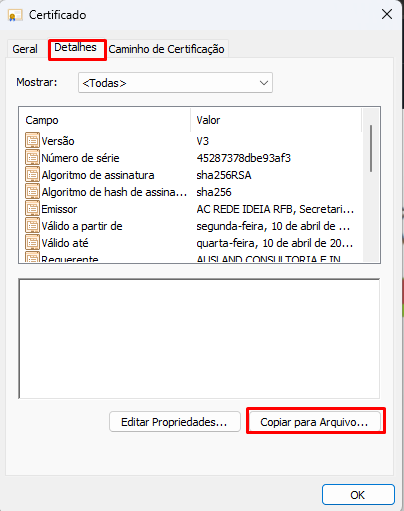 Certificado
Geral Detalhes Caminho de Certificação
Mostrar: <Todas>
Campo Valor
Versão V3
Número de série 45287378dbe93af3
Algoritmo de assinatura sha256RSA
Algoritmo de hash de assina... sha256
Emissor AC REDE IDEIA RFB, Secretari...
Válido a partir de segunda-feira, 10 de abril de ...
Válido até quarta-feira, 10 de abril de 20...
Requerente AUSLAND CONSULTORIA E IN
Editar Propriedades... Copiar para Arquivo...
OK